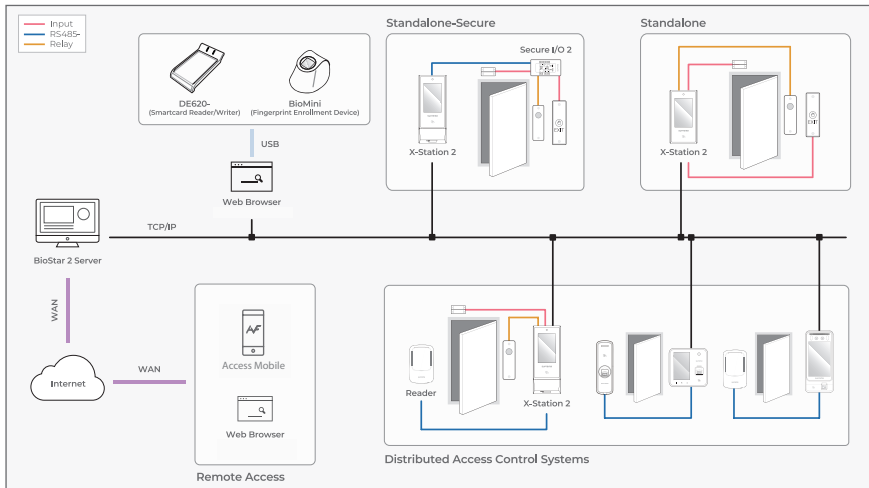 Input
RS485-
Relay
DE620-
(Smartcard Reader/Writer)
BioMini
(Fingerprint Enrollment Device)
USB
Web Browser
Standalone-Secure
Secure I/O 2
EXIT
X-Station 2
Standalone
EXIT
X-Station 2
TCP/IP
BioStar 2 Server
WAN
Internet
WAN
Access Mobile
Web Browser
Remote Access
Reader
X-Station 2
Distributed Access Control Systems